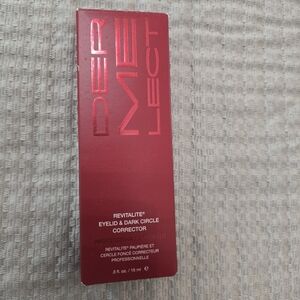 DER
ME
LECT
REVITALITE®
EYELID & DARK CIRCLE
CORRECTOR
REVITALITE® PAUPIÈRE ET
CERCLE FONCÉ CORRECTEUR
PROFESSIONNELLE
.5 fl. oz. / 15 ml ℮